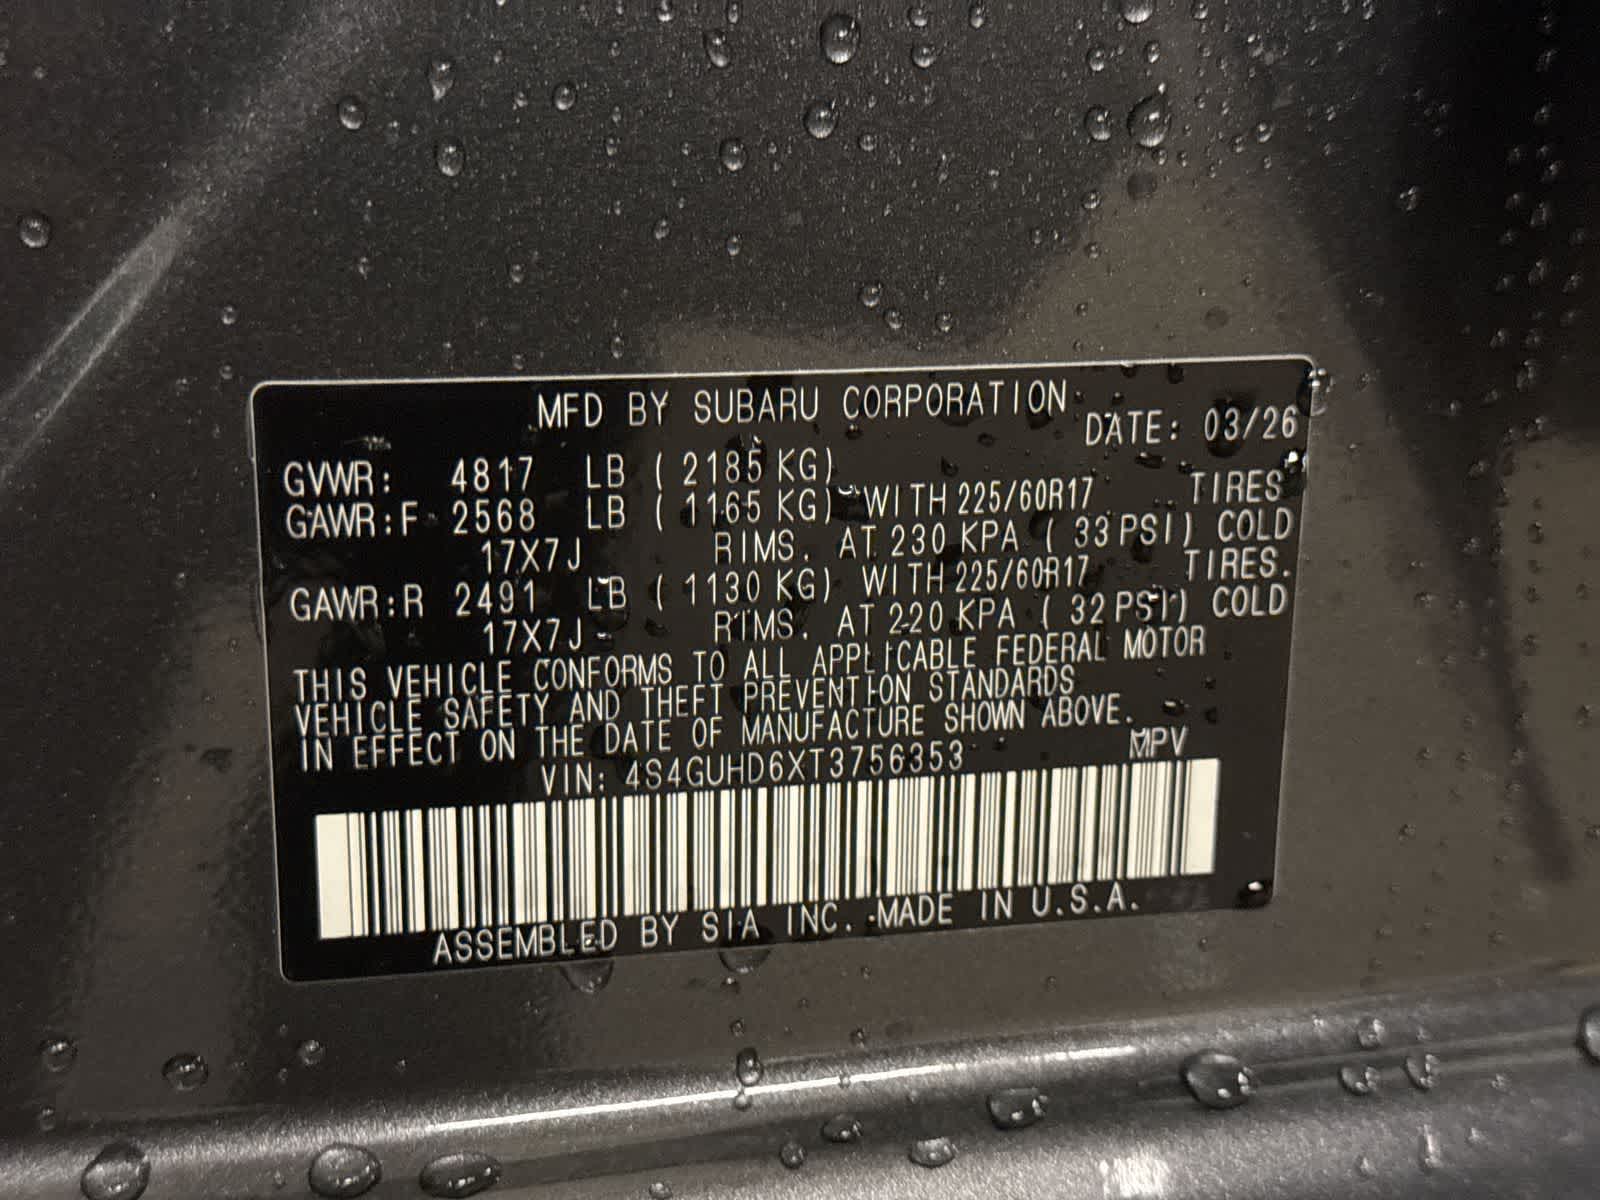 MFD BY SUBARU CORPORATION
DATE: 03/26
GVWR: 4817 LB (2185 KG)
GAWR:F 2568 LB (1165 KG) WITH 225/60R17 TIRES
17X7J RIMS. AT 230 KPA (33 PSI) COLD
GAWR:R 2491 LB (1130 KG) WITH 225/60R17 TIRES.
17X7J RIMS. AT 220 KPA (32 PSI) COLD
THIS VEHICLE CONFORMS TO ALL APPLICABLE FEDERAL MOTOR
VEHICLE SAFETY AND THEFT PREVENTION STANDARDS
IN EFFECT ON THE DATE OF MANUFACTURE SHOWN ABOVE.
VIN: 4S4GUHD6XT3756353 MPV
ASSEMBLED BY SIA INC. MADE IN U.S.A.